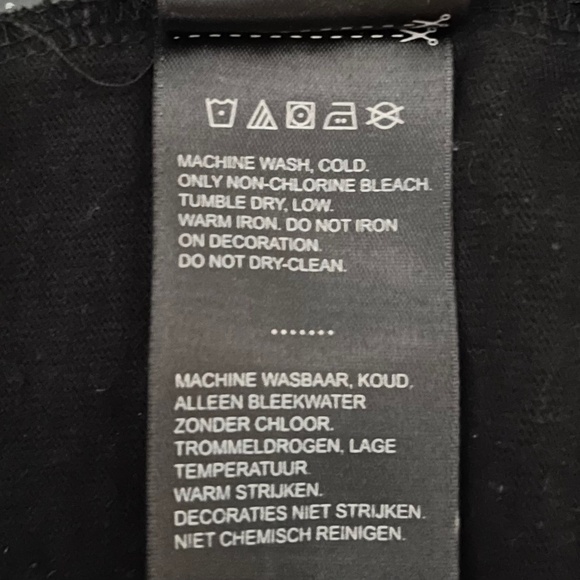 MACHINE WASH, COLD.
ONLY NON-CHLORINE BLEACH.
TUMBLE DRY, LOW.
WARM IRON. DO NOT IRON
ON DECORATION.
DO NOT DRY-CLEAN.
MACHINE WASBAAR, KOUD.
ALLEEN BLEEKWATER
ZONDER CHLOOR.
TROMMELDROGEN, LAGE
TEMPERATUUR.
WARM STRIJKEN.
DECORATIES NIET STRIJKEN.
NIET CHEMISCH REINIGEN.